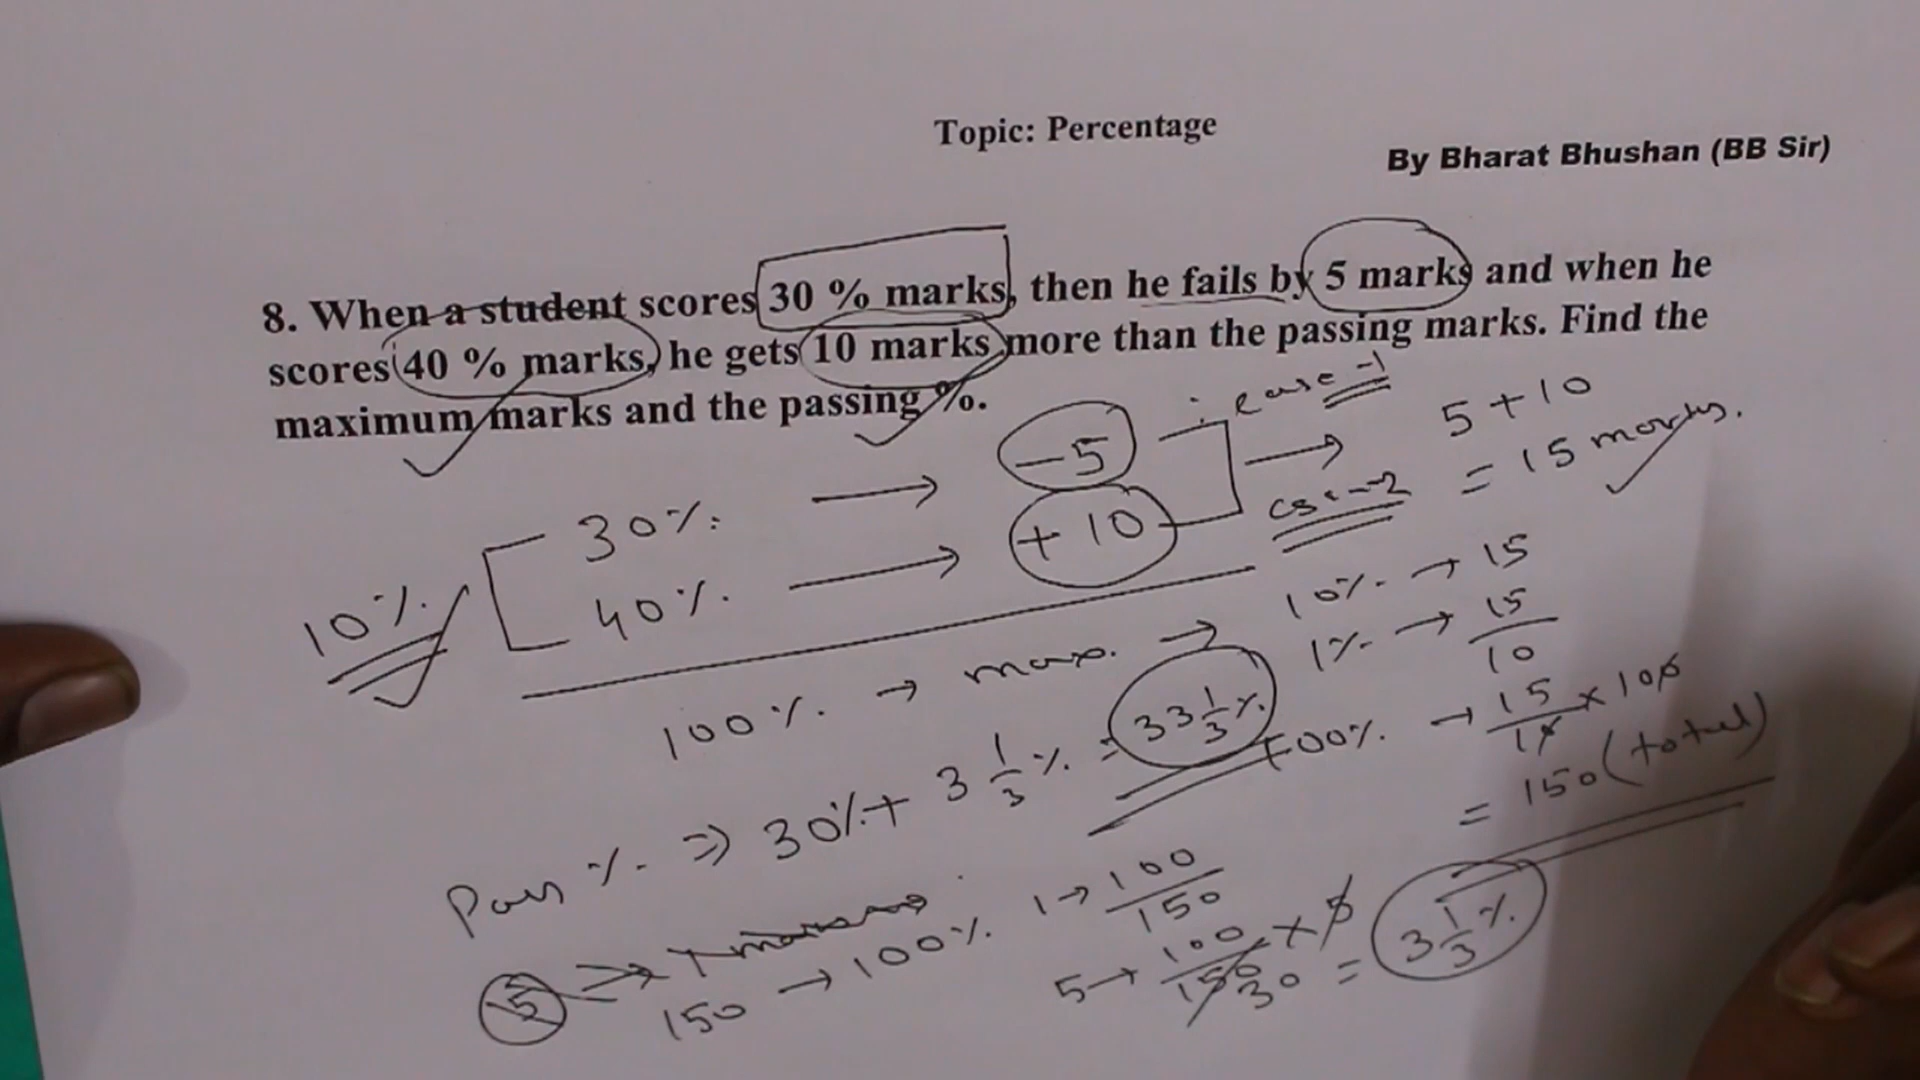 Topic: Percentage
By Bharat Bhushan (BB Sir)
8. When a student scores 30 % marks, then he fails by 5 marks and when he
scores 40 % marks, he gets 10 marks more than the passing marks. Find the
maximum marks and the passing %.
30% → -5 case-1 → 5 + 10
40% → + 10 case-2 = 15 marks.
10%
10% → 15
1% → 15/10
100% → max. →
100% → 15/10 × 100
= 150 (total)
Pass % ⇒ 30% + 3 1/3 % = 33 1/3 %
5 ⇒
150 → 100%
1 → 100/150
5 → 100/150 × 5 = 3 1/3 %
30